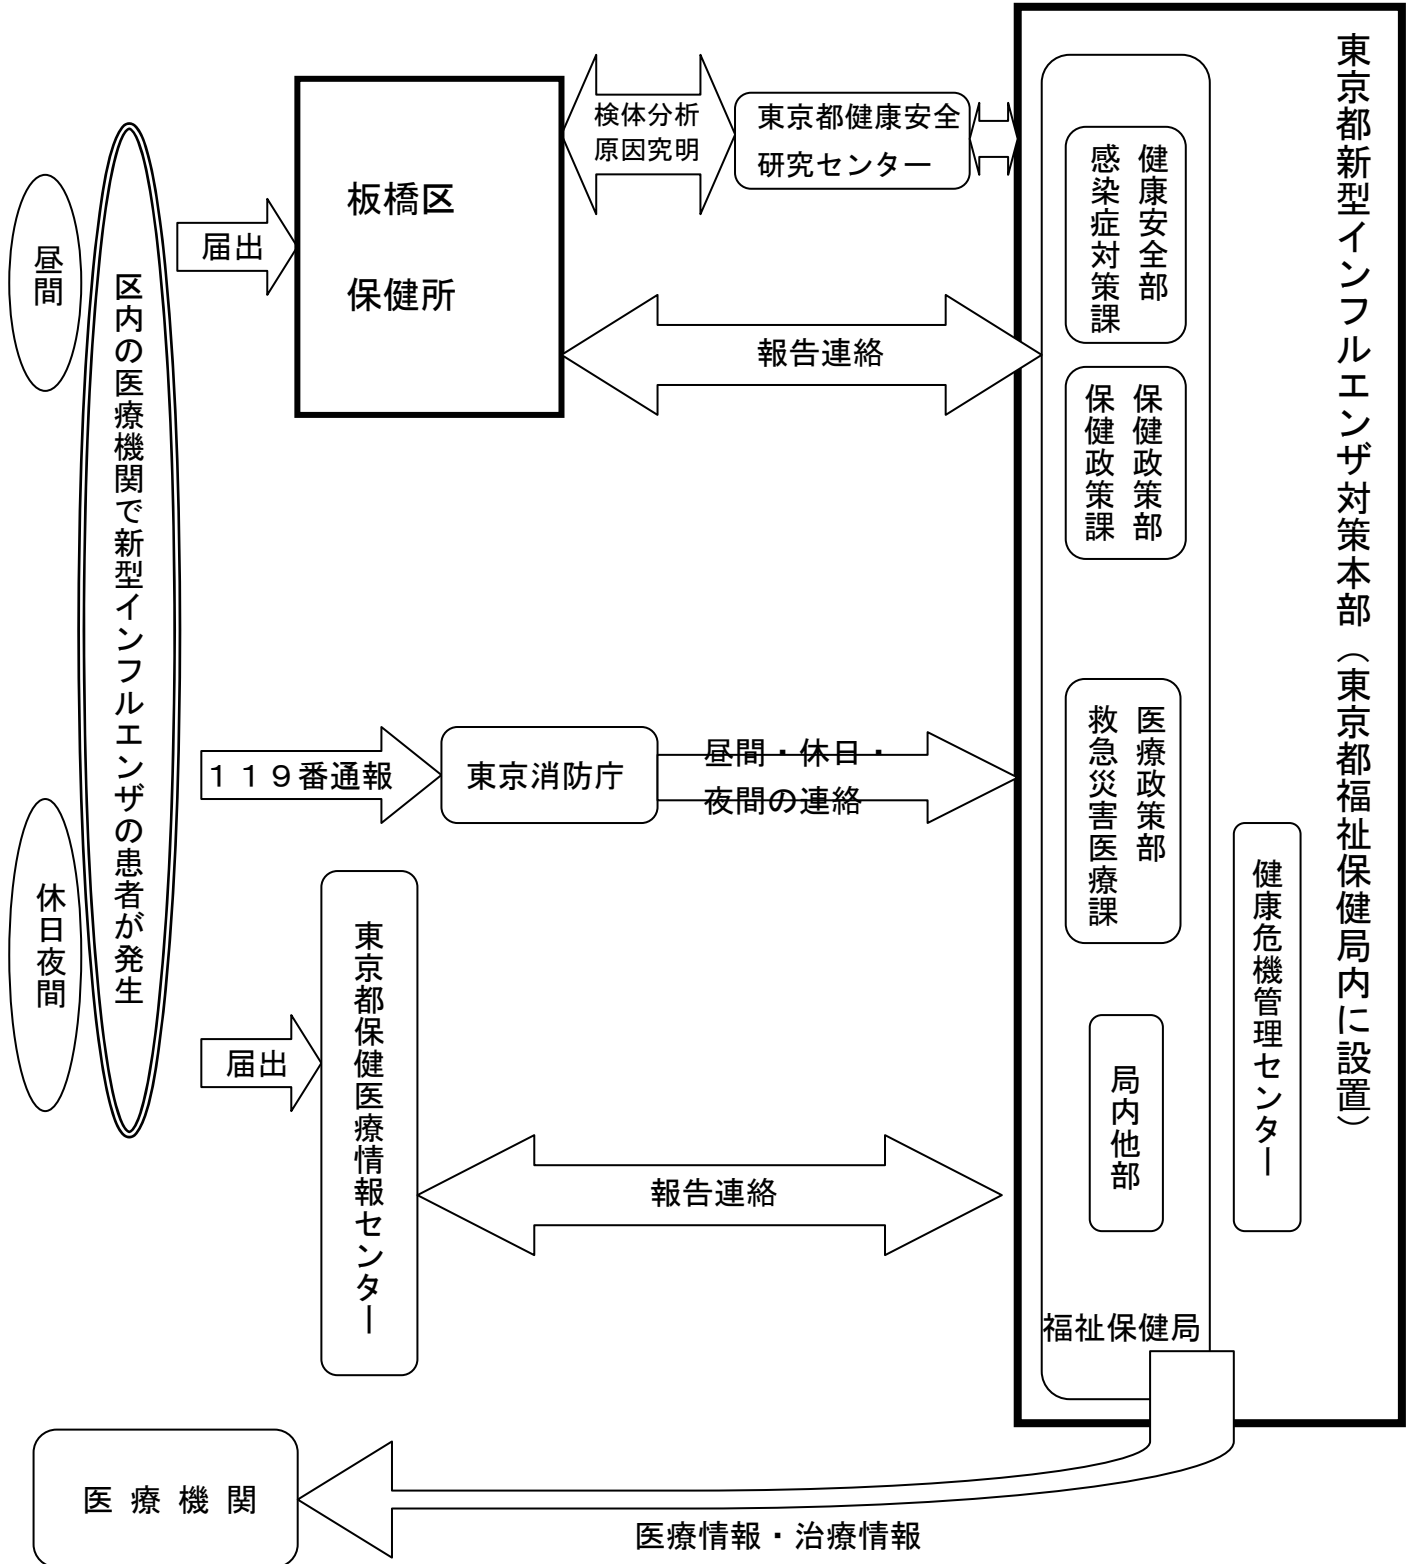 昼間
休日夜間
区内の医療機関で新型インフルエンザの患者が発生
届出
板橋区
保健所
検体分析
原因究明
東京都健康安全
研究センター
報告連絡
１１９番通報
東京消防庁
昼間・休日・
夜間の連絡
届出
東京都保健医療情報センター
報告連絡
東京都新型インフルエンザ対策本部（東京都福祉保健局内に設置）
健康安全部
感染症対策課
保健政策部
保健政策課
医療政策部
救急災害医療課
局内他部
健康危機管理センター
福祉保健局
医療機関
医療情報・治療情報